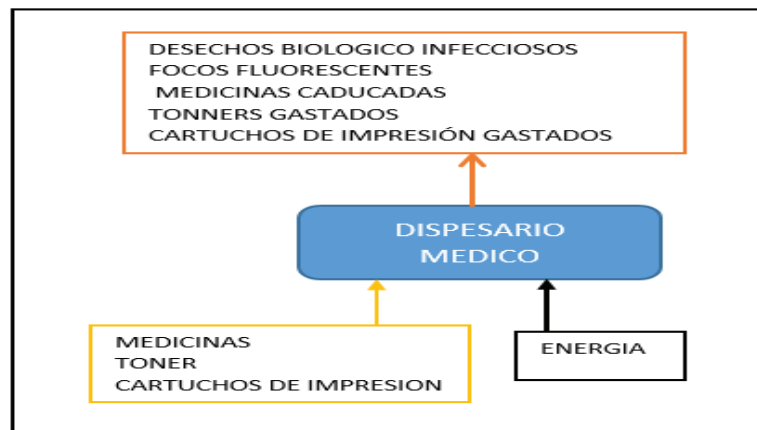 DESECHOS BIOLOGICO INFECCIOSOS
FOCOS FLUORESCENTES
MEDICINAS CADUCADAS
TONNERS GASTADOS
CARTUCHOS DE IMPRESIÓN GASTADOS
DISPESARIO
MEDICO
MEDICINAS
TONER
CARTUCHOS DE IMPRESION
ENERGIA